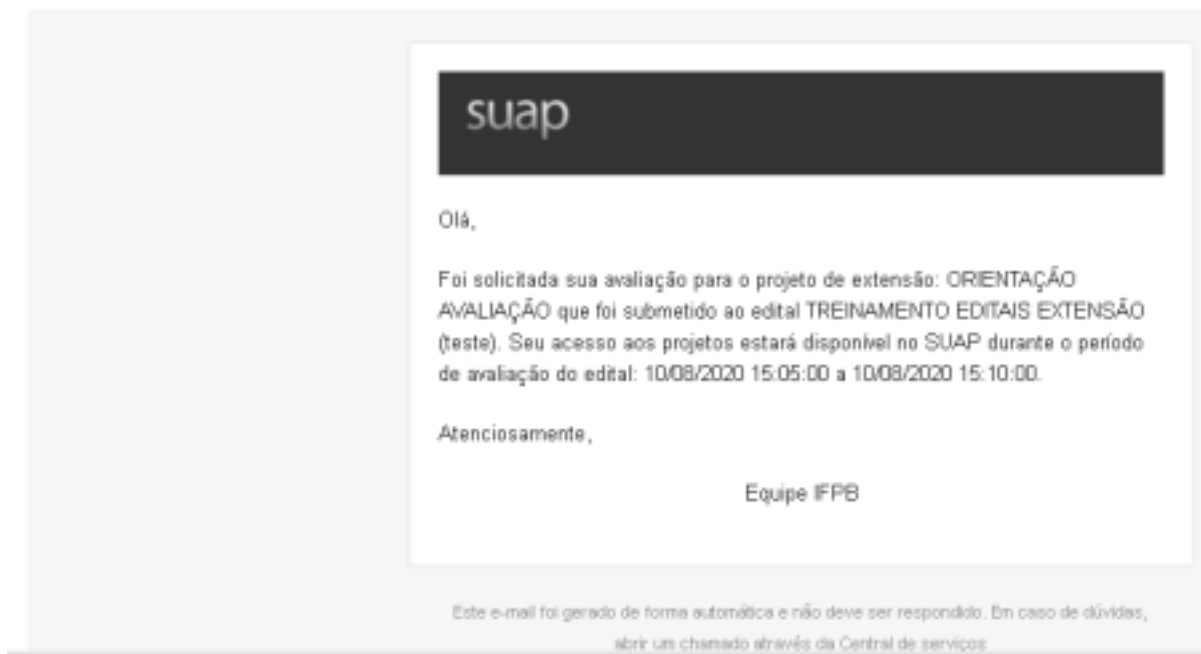 suap
Olá,
Foi solicitada sua avaliação para o projeto de extensão: ORIENTAÇÃO
AVALIAÇÃO que foi submetido ao edital TREINAMENTO EDITAIS EXTENSÃO
(teste). Seu acesso aos projetos estará disponível no SUAP durante o período
de avaliação do edital: 10/08/2020 15:05:00 a 10/08/2020 15:10:00.
Atenciosamente,
Equipe IFPB
Este e-mail foi gerado de forma automática e não deve ser respondido. Em caso de dúvidas,
abrir um chamado através da Central de serviços